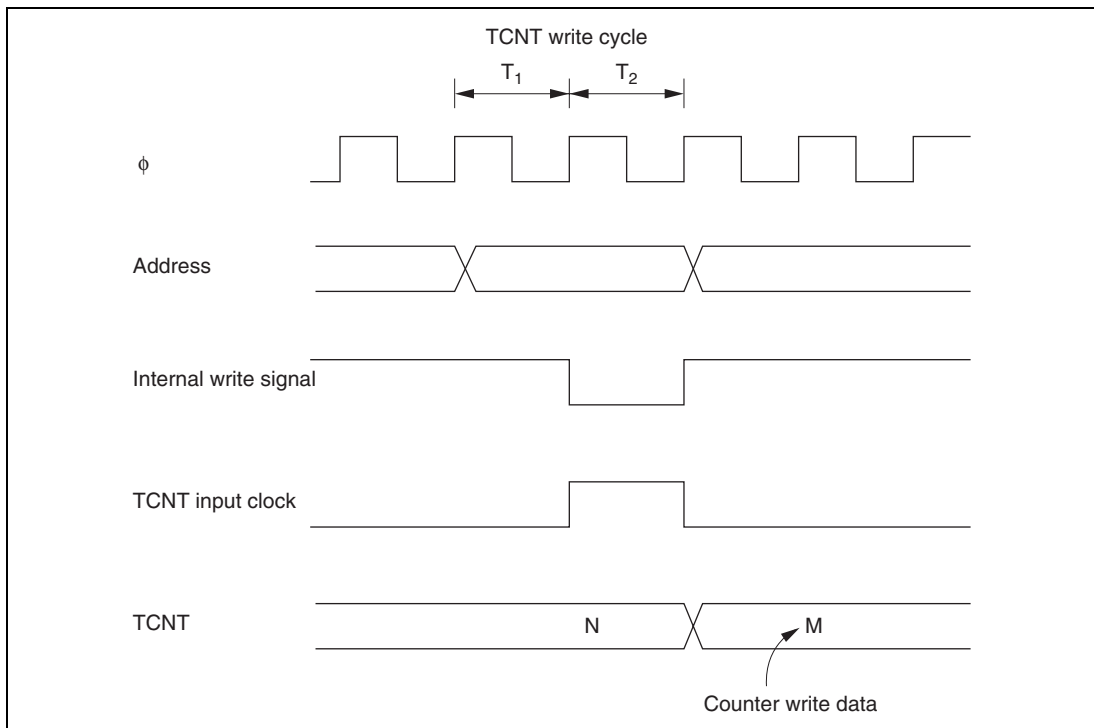 TCNT write cycle
T1 T2
ϕ
Address
Internal write signal
TCNT input clock
TCNT N M
Counter write data